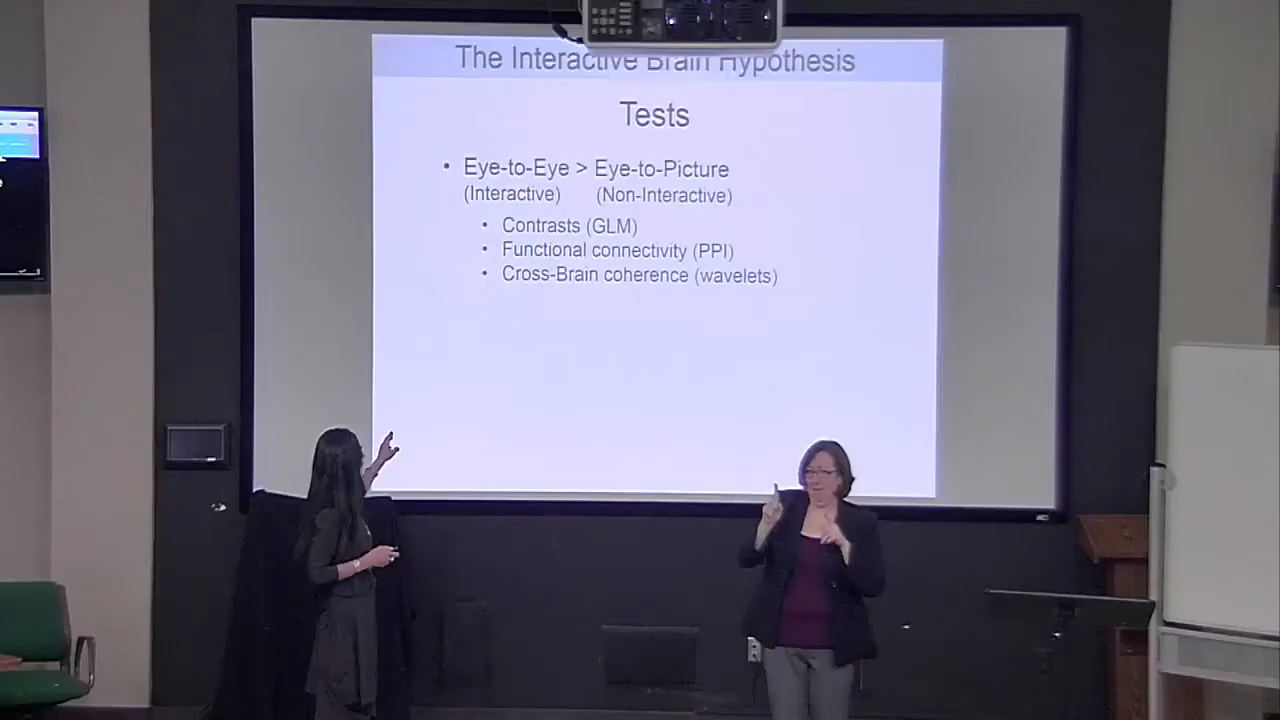 The Interactive Brain Hypothesis
Tests
• Eye-to-Eye > Eye-to-Picture
(Interactive) (Non-Interactive)
• Contrasts (GLM)
• Functional connectivity (PPI)
• Cross-Brain coherence (wavelets)